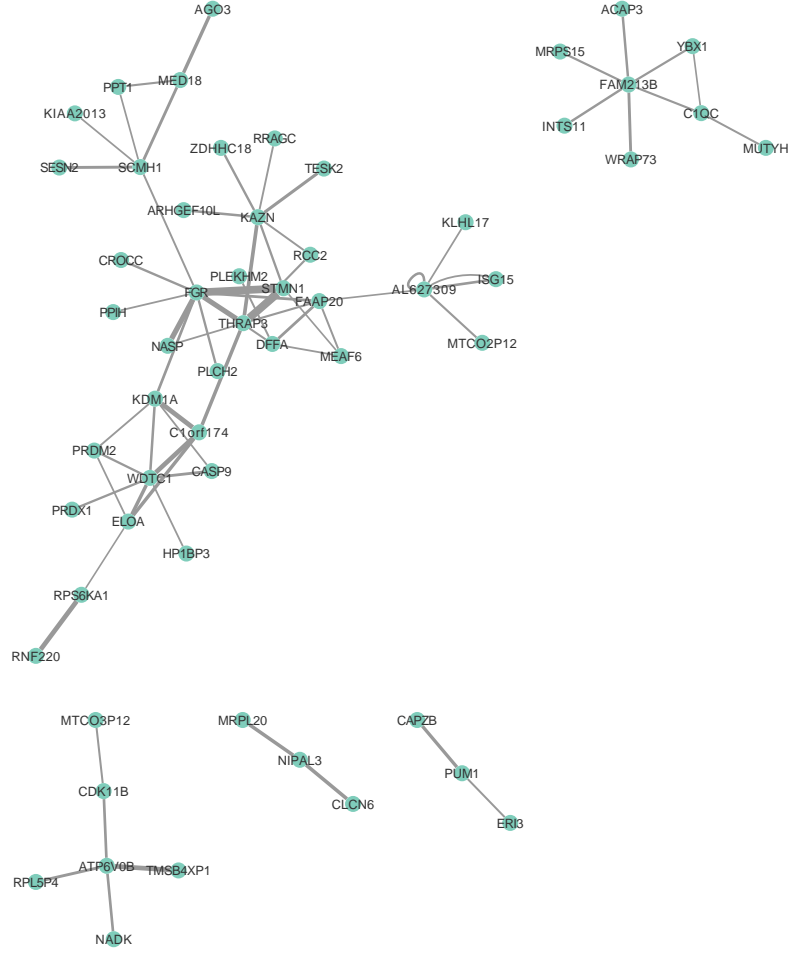 AGO3
ACAP3
MRPS15
YBX1
PPT1
MED18
FAM213B
KIAA2013
C1QC
INTS11
RRAGC
ZDHHC18
MUTYH
WRAP73
SESN2
SCMH1
TESK2
ARHGEF10L
KAZN
KLHL17
CROCC
RCC2
PLEKHM2
ISG15
FGR
STMN1
AL627309
FAAP20
PPIH
THRAP3
NASP
DFFA
MTCO2P12
MEAF6
PLCH2
KDM1A
C1orf174
PRDM2
CASP9
WDTC1
PRDX1
ELOA
HP1BP3
RPS6KA1
RNF220
MTCO3P12
MRPL20
CAPZB
NIPAL3
PUM1
CDK11B
CLCN6
ERI3
ATP6V0B
TMSB4XP1
RPL5P4
NADK